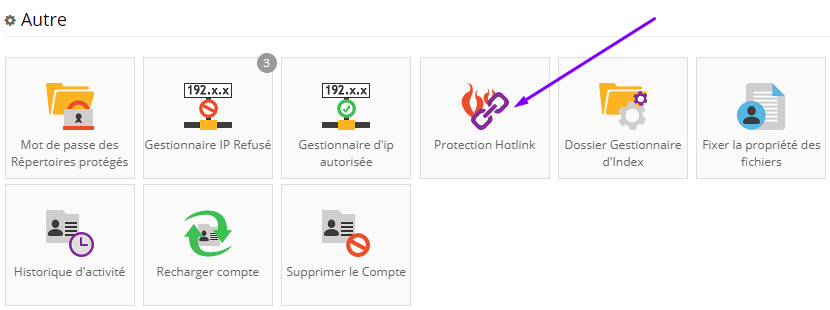 Autre
3
192.x.x
192.x.x
Mot de passe des
Répertoires protégés
Gestionnaire IP Refusé
Gestionnaire d'ip
autorisée
Protection Hotlink
Dossier Gestionnaire
d'Index
Fixer la propriété des
fichiers
Historique d'activité
Recharger compte
Supprimer le Compte